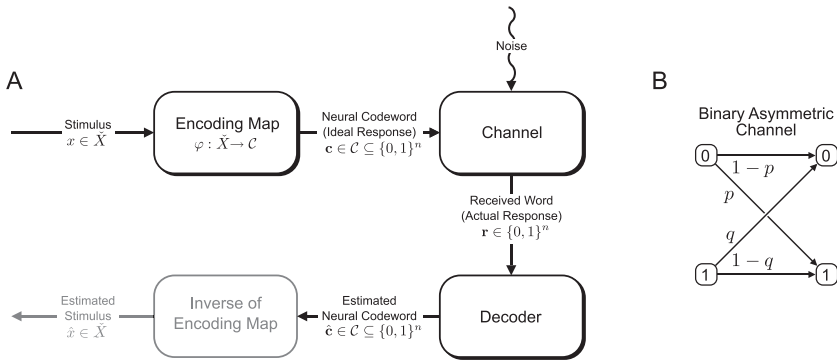 A
Noise
B
Stimulus
x ∈ X̌
Encoding Map
φ : X̌ → 𝒞
Neural Codeword
(Ideal Response)
𝐜 ∈ 𝒞 ⊆ {0, 1}ⁿ
Channel
Received Word
(Actual Response)
𝐫 ∈ {0, 1}ⁿ
Estimated
Stimulus
x̂ ∈ X̌
Inverse of
Encoding Map
Estimated
Neural Codeword
𝐜̂ ∈ 𝒞 ⊆ {0, 1}ⁿ
Decoder
Binary Asymmetric
Channel
0
0
1 − p
p
q
1 − q
1
1